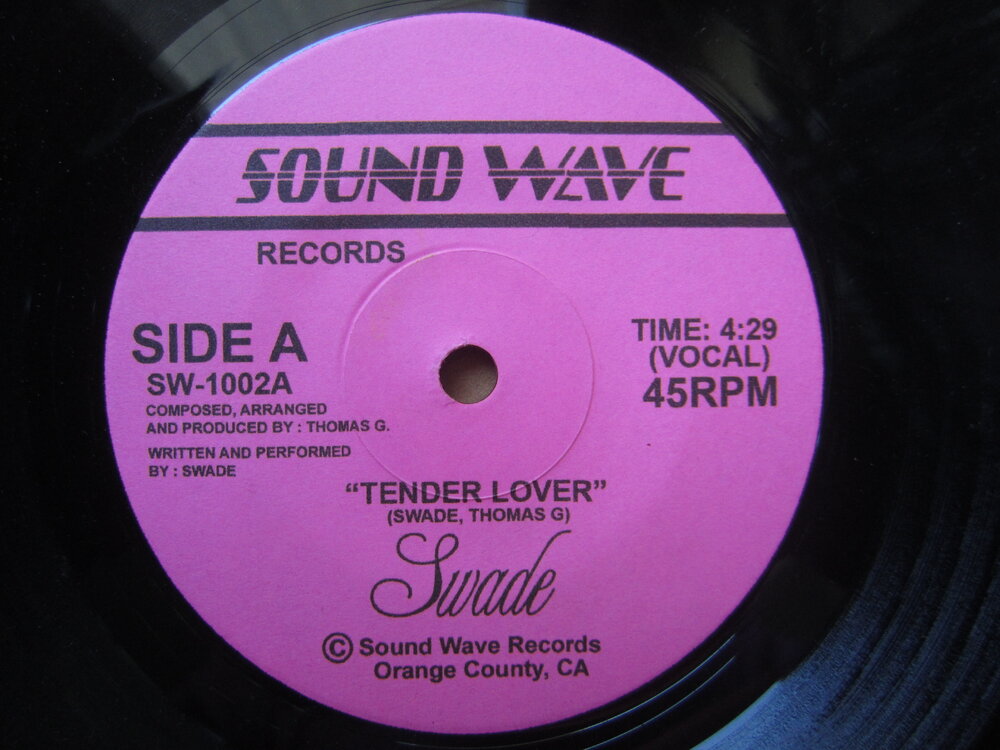 SOUND WAVE
RECORDS
SIDE A
SW-1002A
COMPOSED, ARRANGED
AND PRODUCED BY : THOMAS G.
WRITTEN AND PERFORMED
BY : SWADE
TIME: 4:29
(VOCAL)
45RPM
“TENDER LOVER”
(SWADE, THOMAS G)
Swade
© Sound Wave Records
Orange County, CA